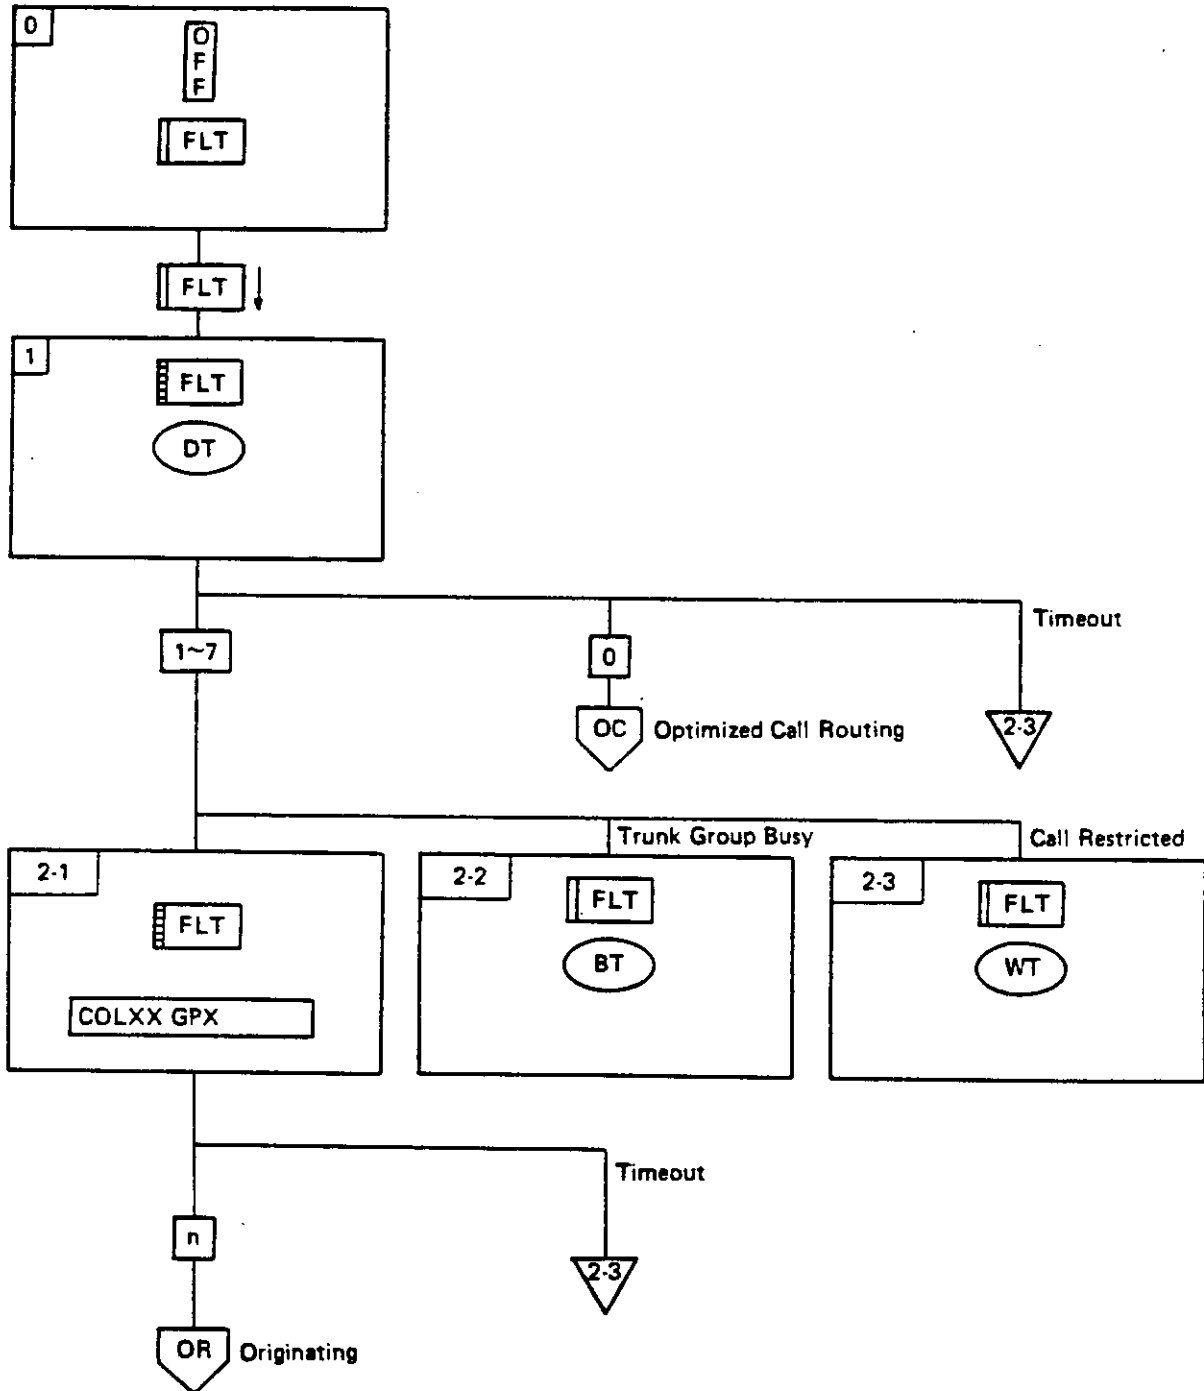 0
O
F
F
FLT
FLT
1
FLT
DT
Timeout
1~7
0
OC Optimized Call Routing
2-3
Trunk Group Busy
Call Restricted
2-1
FLT
COLXX GPX
2-2
FLT
BT
2-3
FLT
WT
Timeout
n
2-3
OR Originating